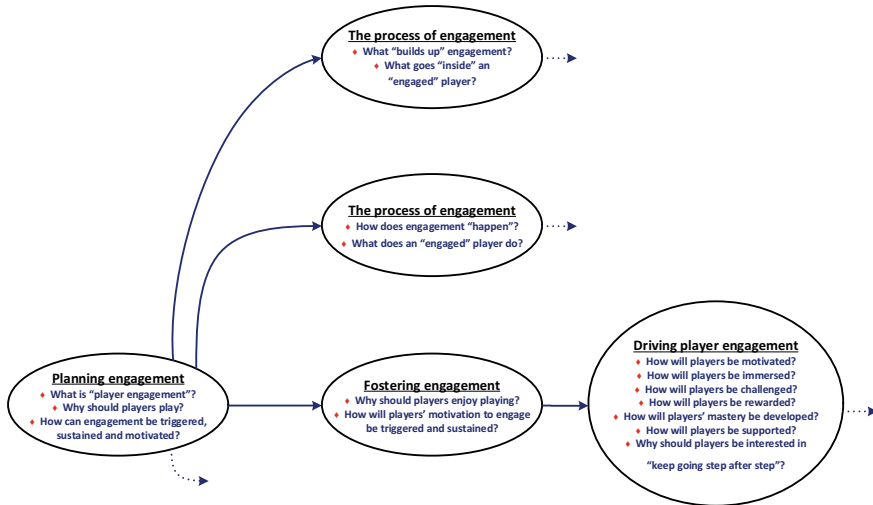 The process of engagement
♦ What “builds up” engagement?
♦ What goes “inside” an
“engaged” player?
The process of engagement
♦ How does engagement “happen”?
♦ What does an “engaged” player do?
Planning engagement
♦ What is “player engagement”?
♦ Why should players play?
♦ How can engagement be triggered,
sustained and motivated?
Fostering engagement
♦ Why should players enjoy playing?
♦ How will players’ motivation to engage
be triggered and sustained?
Driving player engagement
♦ How will players be motivated?
♦ How will players be immersed?
♦ How will players be challenged?
♦ How will players be rewarded?
♦ How will players’ mastery be developed?
♦ How will players be supported?
♦ Why should players be interested in
“keep going step after step”?